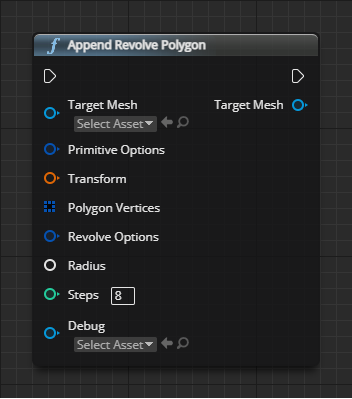 f Append Revolve Polygon
Target Mesh Target Mesh
Select Asset
Primitive Options
Transform
Polygon Vertices
Revolve Options
Radius
Steps 8
Debug
Select Asset